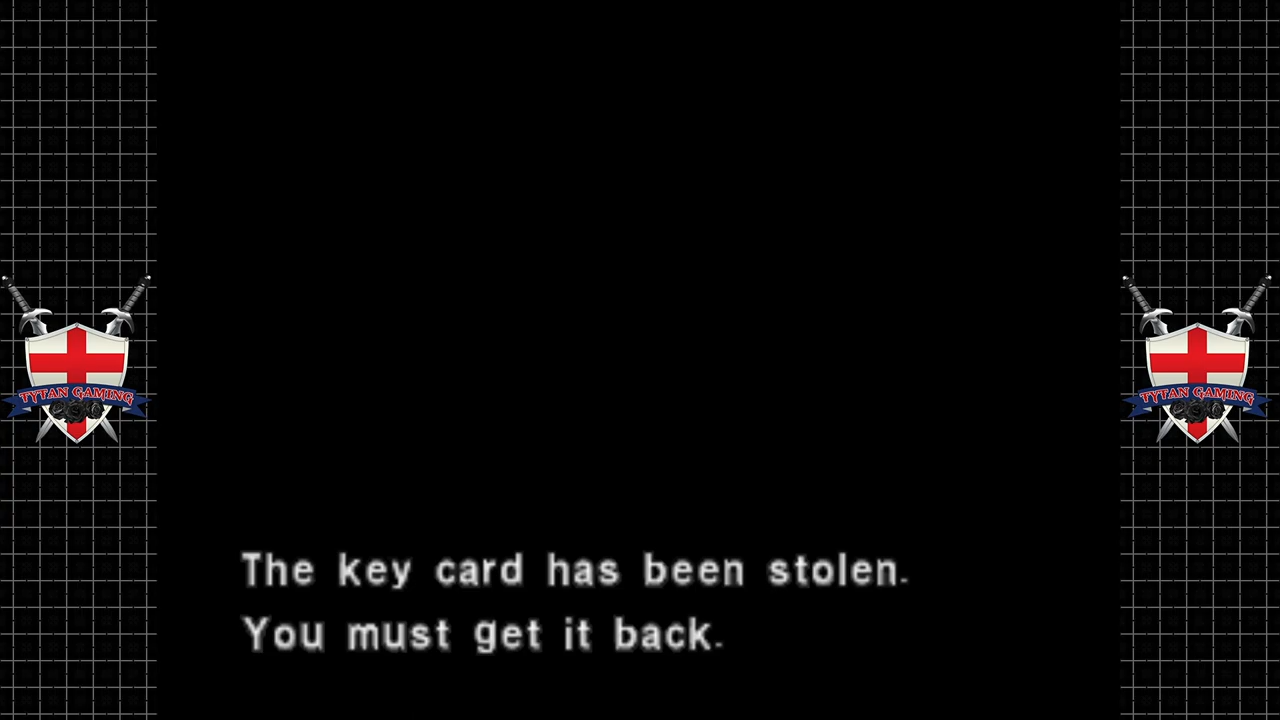 TYTAN GAMING
TYTAN GAMING
The key card has been stolen.
You must get it back.